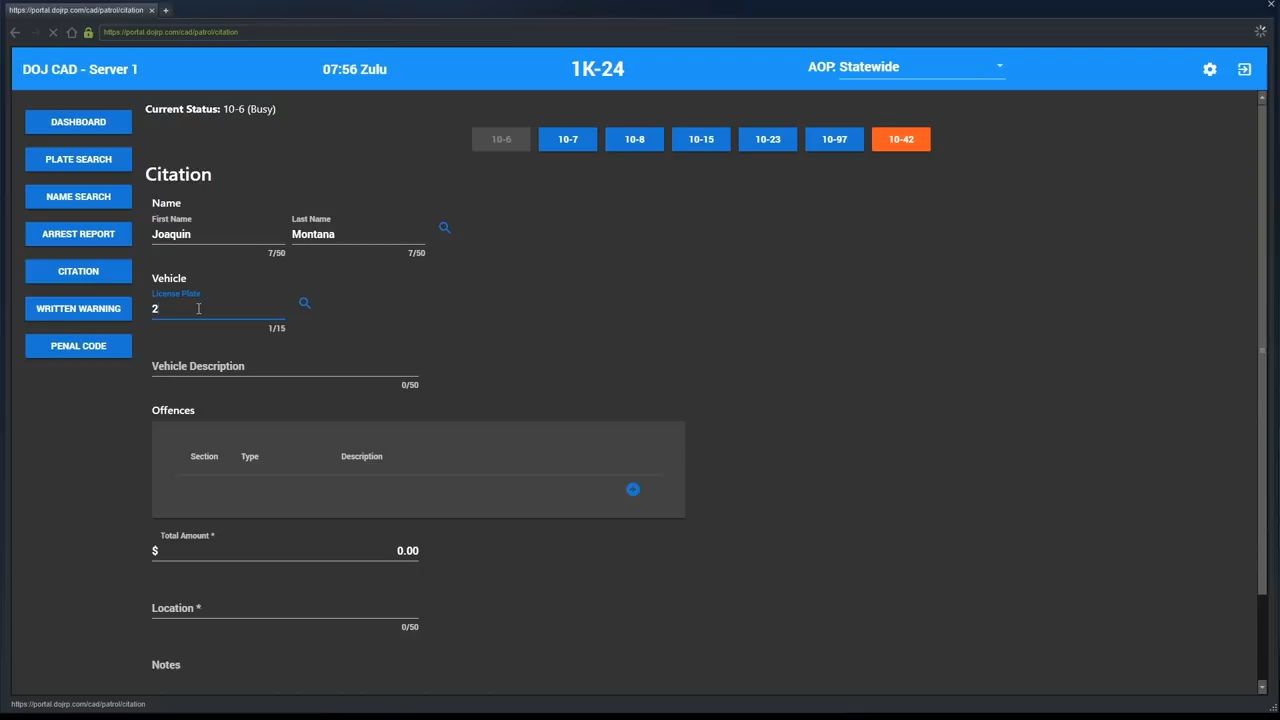 https://portal.dojrp.com/cad/patrol/citation
https://portal.dojrp.com/cad/patrol/citation
DOJ CAD - Server 1
07:56 Zulu
1K-24
AOP: Statewide
Current Status: 10-6 (Busy)
DASHBOARD
PLATE SEARCH
NAME SEARCH
ARREST REPORT
CITATION
WRITTEN WARNING
PENAL CODE
10-6
10-7
10-8
10-15
10-23
10-97
10-42
Citation
Name
First Name
Last Name
Joaquin
Montana
7/50
7/50
Vehicle
License Plate
2
1/15
Vehicle Description
0/50
Offences
Section
Type
Description
Total Amount *
$
0.00
Location *
0/50
Notes
https://portal.dojrp.com/cad/patrol/citation